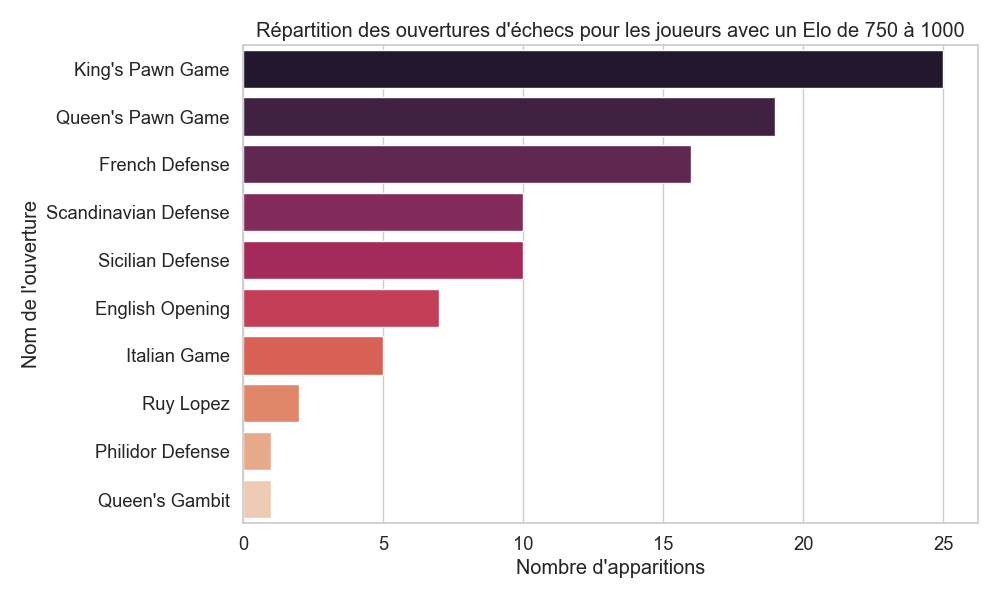 Répartition des ouvertures d'échecs pour les joueurs avec un Elo de 750 à 1000
Nom de l'ouverture
King's Pawn Game
Queen's Pawn Game
French Defense
Scandinavian Defense
Sicilian Defense
English Opening
Italian Game
Ruy Lopez
Philidor Defense
Queen's Gambit
0 5 10 15 20 25
Nombre d'apparitions